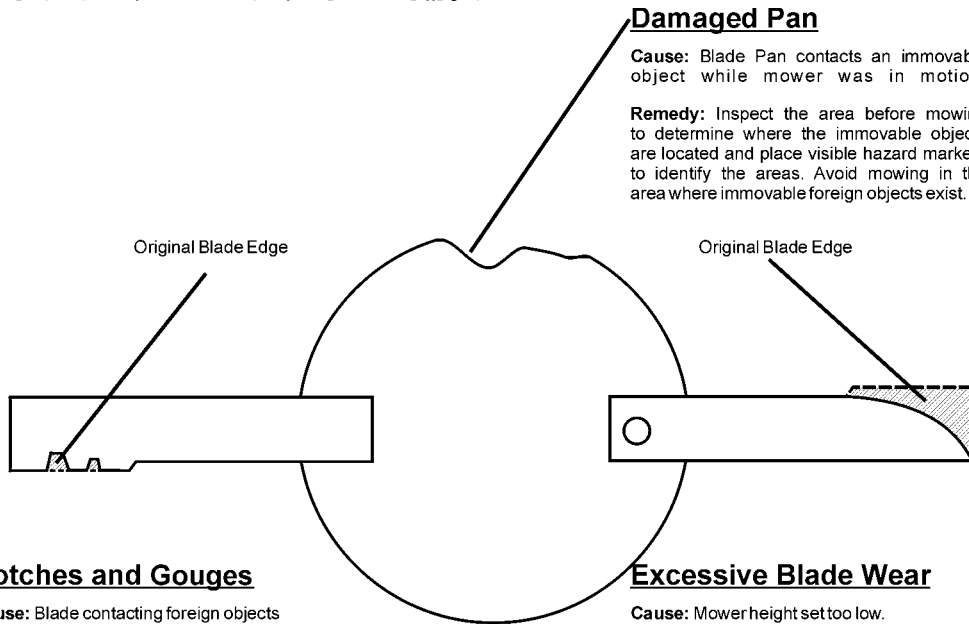 Damaged Pan
Cause: Blade Pan contacts an immovab
object while mower was in motio
Remedy: Inspect the area before mowin
to determine where the immovable objec
are located and place visible hazard marke
to identify the areas. Avoid mowing in th
area where immovable foreign objects exist.
Original Blade Edge
Original Blade Edge
otches and Gouges
use: Blade contacting foreign objects
Excessive Blade Wear
Cause: Mower height set too low.